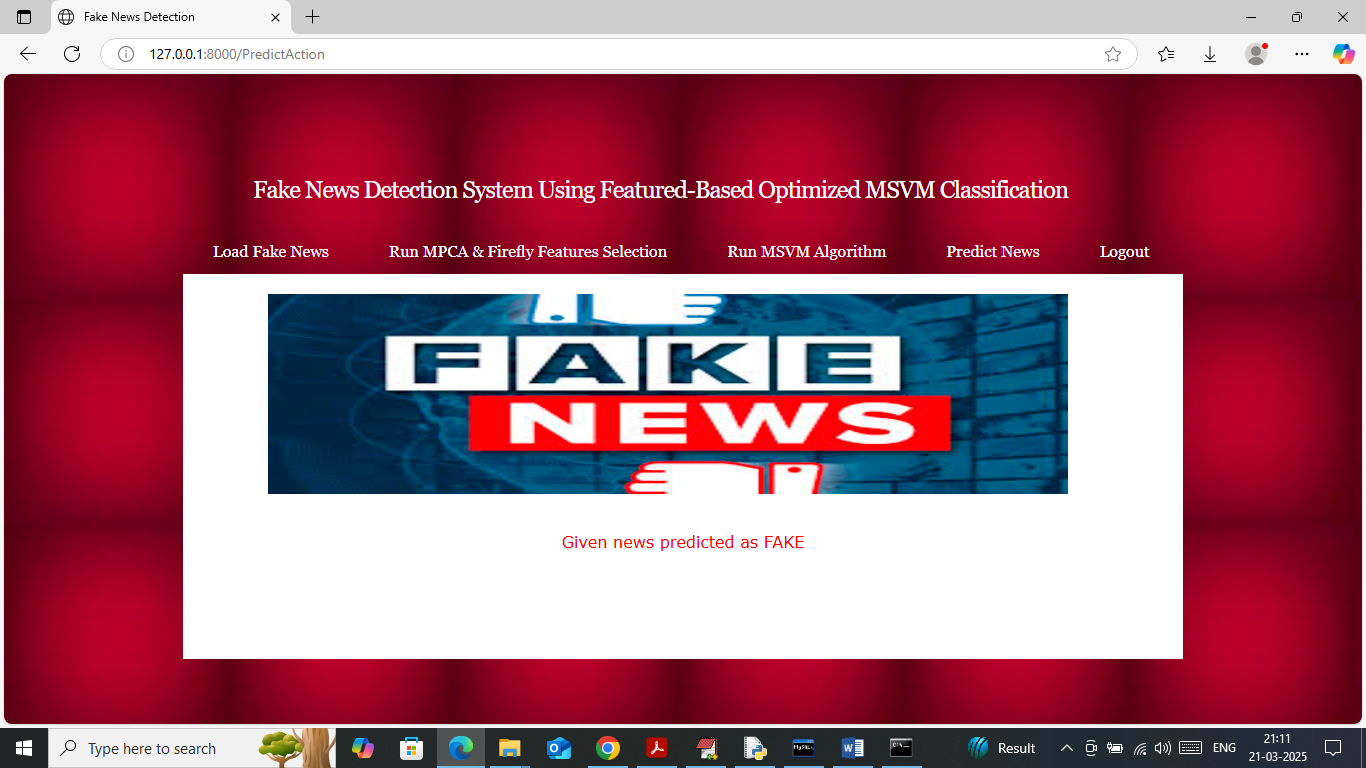 Fake News Detection
127.0.0.1:8000/PredictAction
Fake News Detection System Using Featured-Based Optimized MSVM Classification
Load Fake News Run MPCA & Firefly Features Selection Run MSVM Algorithm Predict News Logout
FAKE
NEWS
Given news predicted as FAKE
Type here to search
Result
ENG
21:11
21-03-2025